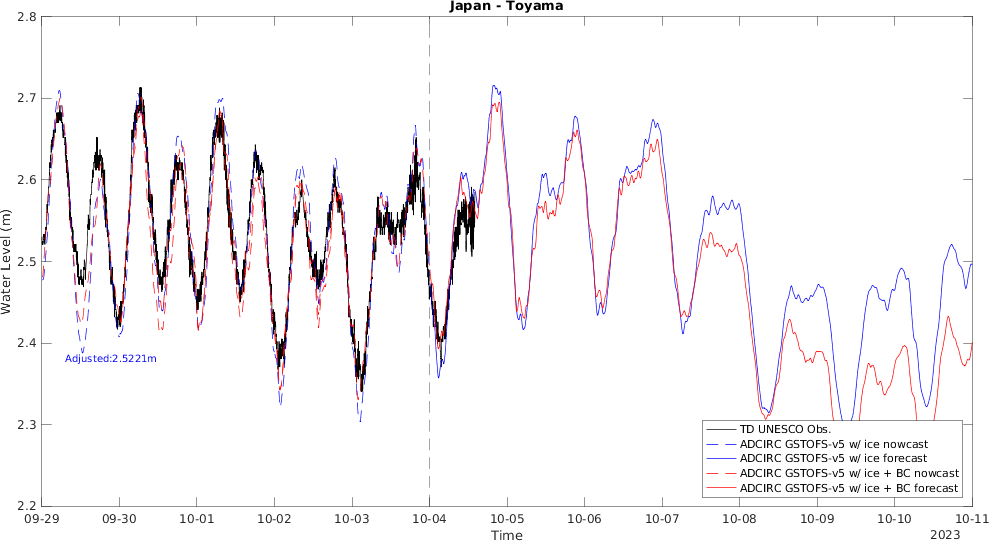 Japan - Toyama
2.8
2.7
2.6
2.5
2.4
2.3
2.2
Water Level (m)
Adjusted:2.5221m
TD UNESCO Obs.
ADCIRC GSTOFS-v5 w/ ice nowcast
ADCIRC GSTOFS-v5 w/ ice forecast
ADCIRC GSTOFS-v5 w/ ice + BC nowcast
ADCIRC GSTOFS-v5 w/ ice + BC forecast
09-29 09-30 10-01 10-02 10-03 10-04 10-05 10-06 10-07 10-08 10-09 10-10 10-11
Time
2023